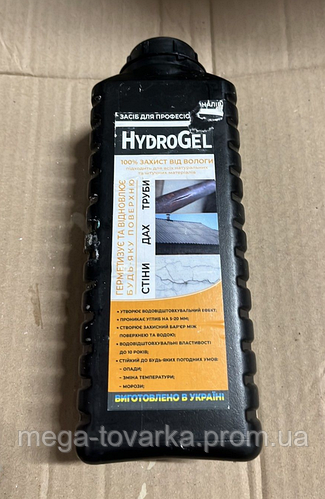 ЗАСІБ ДЛЯ ПРОФЕСІ
HYDROGEL
100% ЗАХИСТ ВІД ВОЛОГИ
ГЕРМЕТИЗУЄ ТА ВІДНОВЛЮЄ
БУДЬ-ЯКУ ПОВЕРХНЮ
СТІНИ ДАХ ТРУБИ
• УТВОРЮЄ ВОДОВІДШТОВХУВАЛЬНИЙ ЕФЕКТ;
• ПРОНИКАЄ УГЛИБ НА 5-20 ММ;
• СТВОРЮЄ ЗАХИСНИЙ БАР'ЄР МІЖ
ПОВЕРХНЕЮ ТА ВОДОЮ;
• ВОДОВІДШТОВХУВАЛЬНІ ВЛАСТИВОСТІ
ДО 10 РОКІВ;
• СТІЙКИЙ ДО БУДЬ-ЯКИХ ПОГОДНИХ УМОВ:
- ОПАДИ;
- ЗМІНА ТЕМПЕРАТУРИ;
- МОРОЗИ;
ВИГОТОВЛЕНО В УКРАЇНІ
mega-tovarka.prom.ua